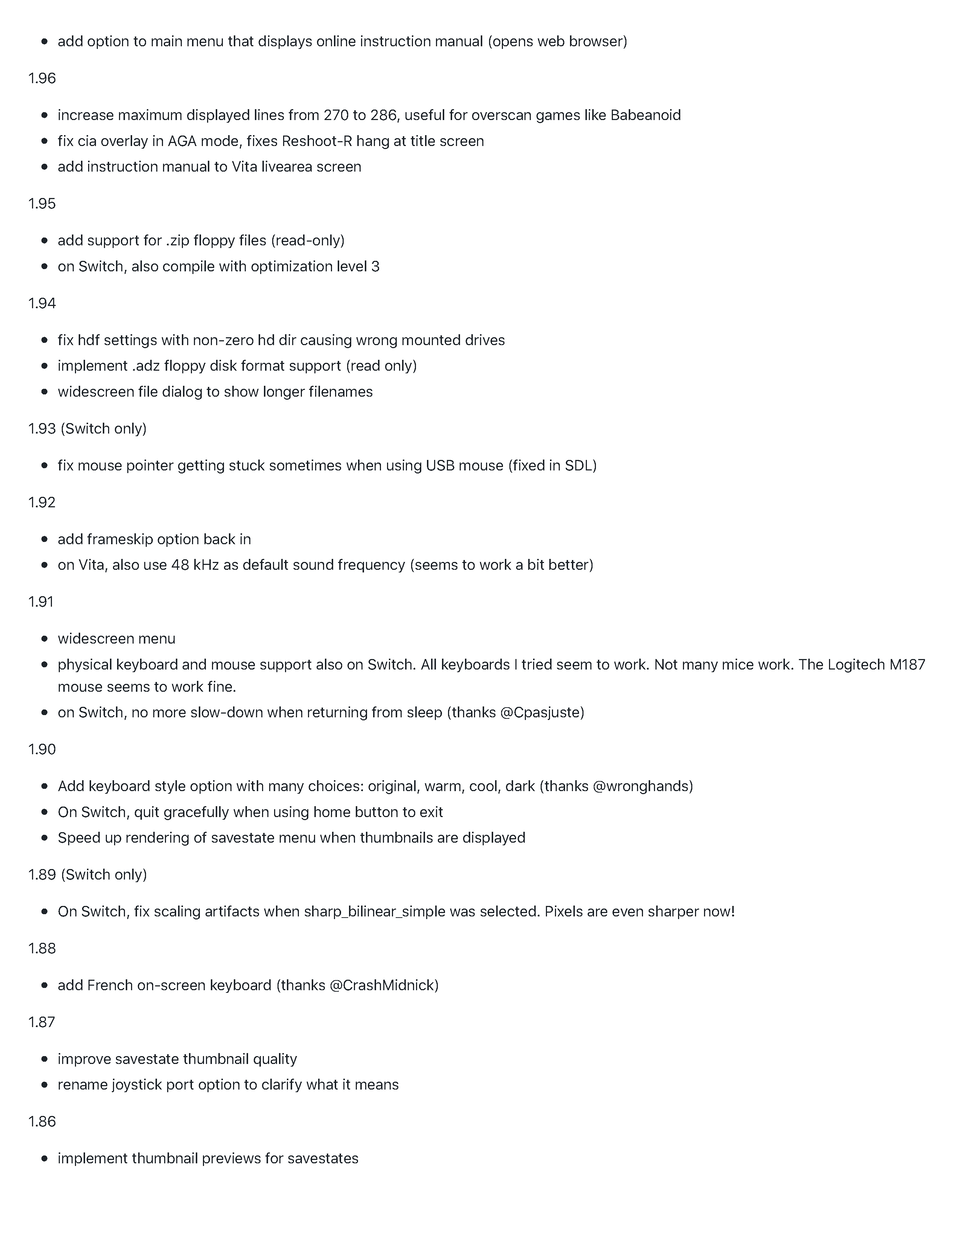 • add option to main menu that displays online instruction manual (opens web browser)
1.96
• increase maximum displayed lines from 270 to 286, useful for overscan games like Babeanoid
• fix cia overlay in AGA mode, fixes Reshoot-R hang at title screen
• add instruction manual to Vita livearea screen
1.95
• add support for .zip floppy files (read-only)
• on Switch, also compile with optimization level 3
1.94
• fix hdf settings with non-zero hd dir causing wrong mounted drives
• implement .adz floppy disk format support (read only)
• widescreen file dialog to show longer filenames
1.93 (Switch only)
• fix mouse pointer getting stuck sometimes when using USB mouse (fixed in SDL)
1.92
• add frameskip option back in
• on Vita, also use 48 kHz as default sound frequency (seems to work a bit better)
1.91
• widescreen menu
• physical keyboard and mouse support also on Switch. All keyboards I tried seem to work. Not many mice work. The Logitech M187
mouse seems to work fine.
• on Switch, no more slow-down when returning from sleep (thanks @Cpasjuste)
1.90
• Add keyboard style option with many choices: original, warm, cool, dark (thanks @wronghands)
• On Switch, quit gracefully when using home button to exit
• Speed up rendering of savestate menu when thumbnails are displayed
1.89 (Switch only)
• On Switch, fix scaling artifacts when sharp_bilinear_simple was selected. Pixels are even sharper now!
1.88
• add French on-screen keyboard (thanks @CrashMidnick)
1.87
• improve savestate thumbnail quality
• rename joystick port option to clarify what it means
1.86
• implement thumbnail previews for savestates